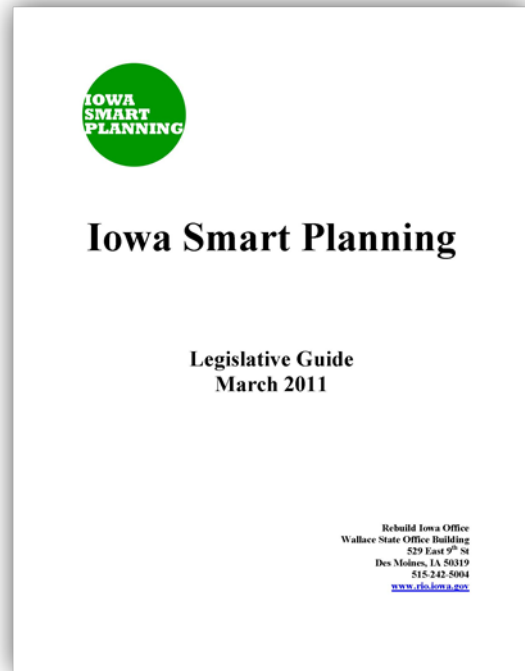 IOWA
SMART
PLANNING
Iowa Smart Planning
Legislative Guide
March 2011
Rebuild Iowa Office
Wallace State Office Building
529 East 9th St
Des Moines, IA 50319
515-242-5004
www.rio.iowa.gov